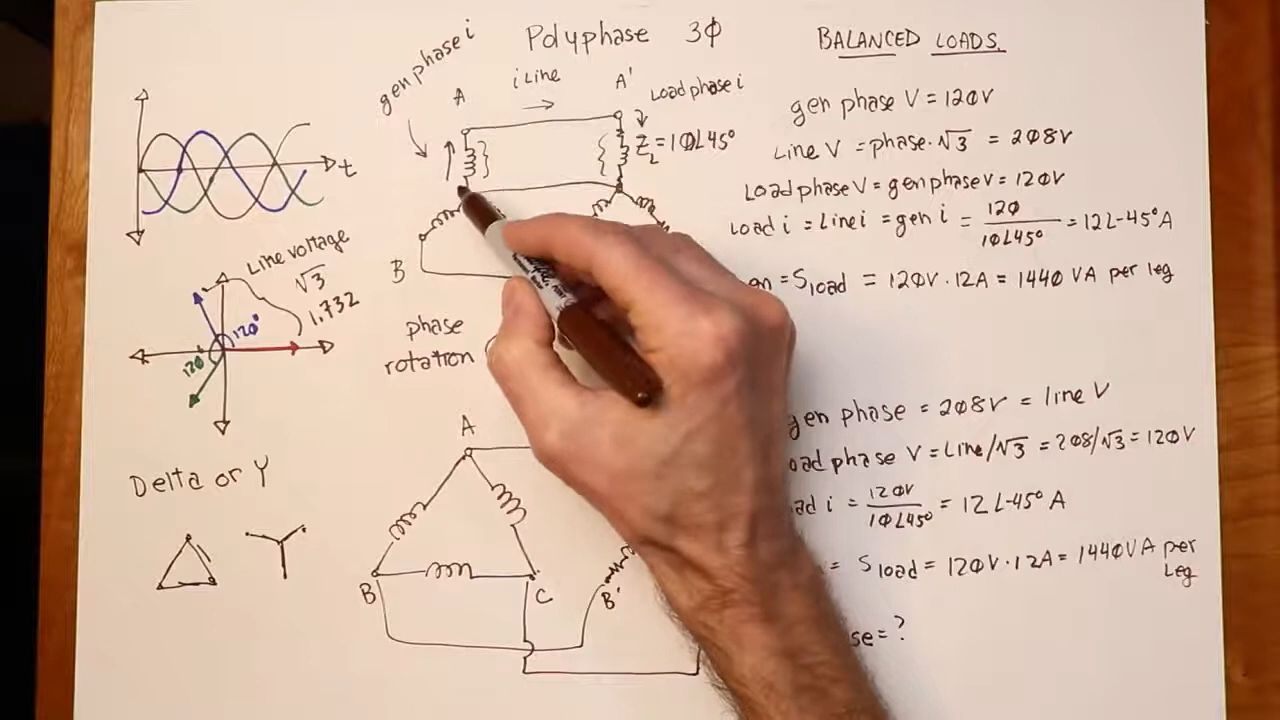 Polyphase 3Φ
gen phase i
i Line
A
A'
Load phase i
Z_L = 10∠45°
t
B
Line voltage
√3
1.732
120°
120
phase
rotation
Delta or Y
A
B
C
B'
BALANCED LOADS.
gen phase V = 120V
Line V = phase·√3 = 208V
Load phase V = gen phase V = 120V
Load i = Line i = gen i = 120 / 10∠45° = 12∠-45° A
= S_load = 120V · 12A = 1440 VA per leg
gen phase = 208V = line V
phase V = Line/√3 = 208/√3 = 120V
i = 120V / 10∠45° = 12∠-45° A
= S_load = 120V · 12A = 1440VA per Leg
= ?